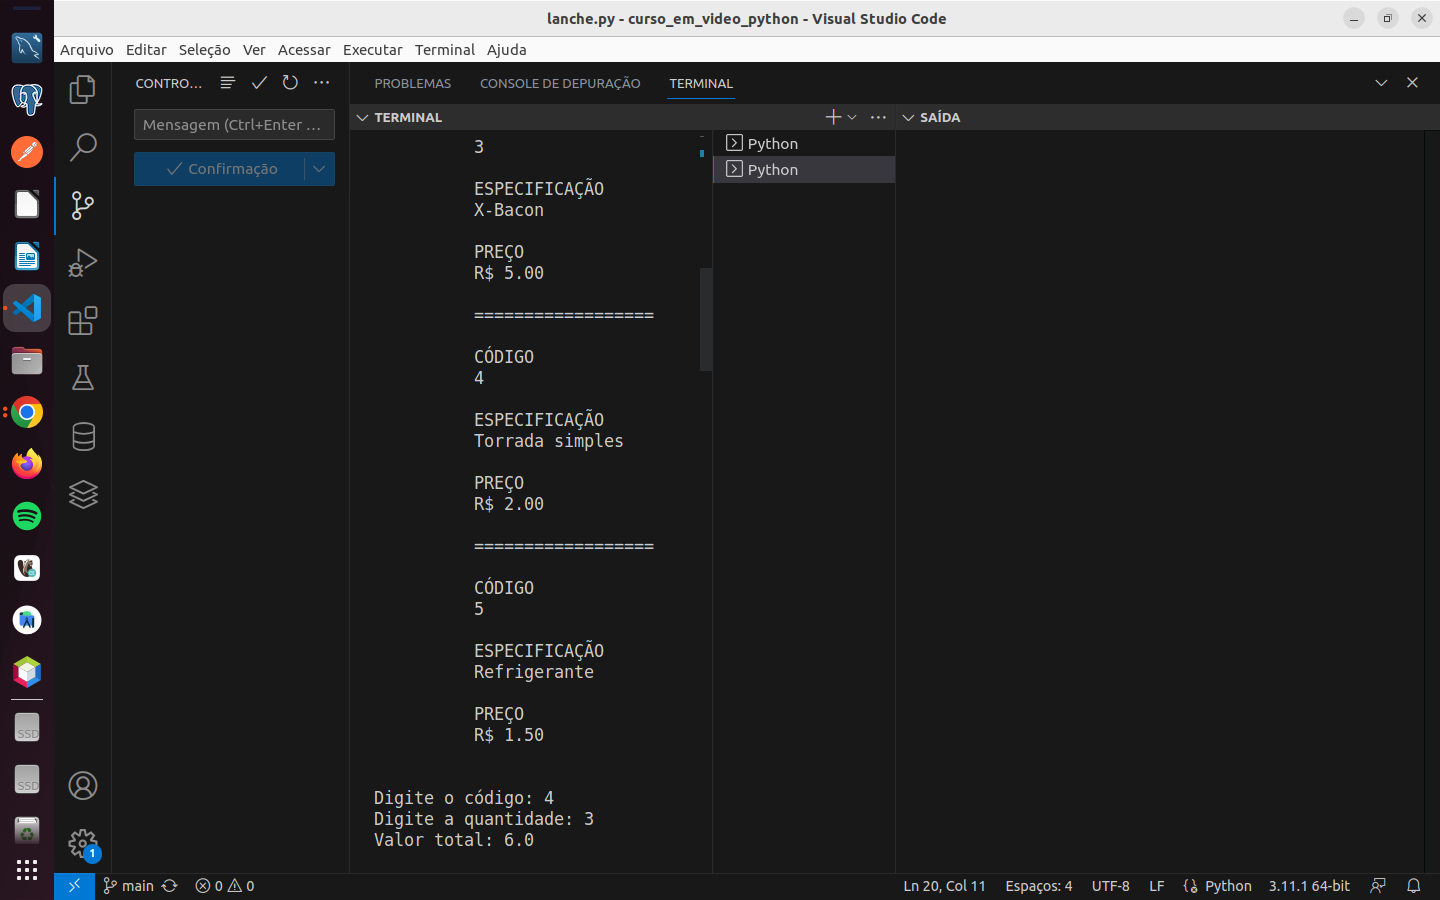 lanche.py - curso_em_video_python - Visual Studio Code
Arquivo Editar Seleção Ver Acessar Executar Terminal Ajuda
CONTRO...
PROBLEMAS CONSOLE DE DEPURAÇÃO TERMINAL
Mensagem (Ctrl+Enter ...
Confirmação
TERMINAL
3
ESPECIFICAÇÃO
X-Bacon
PREÇO
R$ 5.00
==================
CÓDIGO
4
ESPECIFICAÇÃO
Torrada simples
PREÇO
R$ 2.00
==================
CÓDIGO
5
ESPECIFICAÇÃO
Refrigerante
PREÇO
R$ 1.50
Digite o código: 4
Digite a quantidade: 3
Valor total: 6.0
Python
Python
SAÍDA
SSD
SSD
1
main 0 0 Ln 20, Col 11 Espaços: 4 UTF-8 LF Python 3.11.1 64-bit